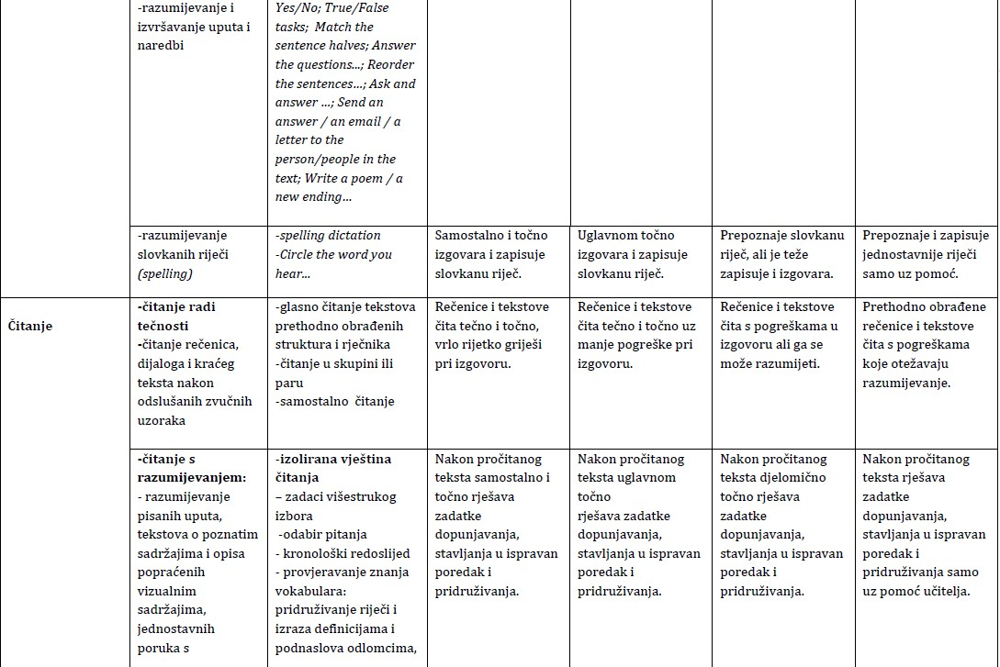 -razumijevanje i
izvršavanje uputa i
naredbi
Yes/No; True/False
tasks;  Match the
sentence halves; Answer
the questions...; Reorder
the sentences...; Ask and
answer ...; Send an
answer / an email / a
letter to the
person/people in the
text; Write a poem / a
new ending...
-razumijevanje
slovkanih riječi
(spelling)
-spelling dictation
-Circle the word you
hear...
Samostalno i točno
izgovara i zapisuje
slovkanu riječ.
Uglavnom točno
izgovara i zapisuje
slovkanu riječ.
Prepoznaje slovkanu
riječ, ali je teže
zapisuje i izgovara.
Prepoznaje i zapisuje
jednostavnije riječi
samo uz pomoć.
Čitanje
-čitanje radi
tečnosti
-čitanje rečenica,
dijaloga i kraćeg
teksta nakon
odslušanih zvučnih
uzoraka
-glasno čitanje tekstova
prethodno obrađenih
struktura i rječnika
-čitanje u skupini ili
paru
-samostalno  čitanje
Rečenice i tekstove
čita tečno i točno,
vrlo rijetko griješi
pri izgovoru.
Rečenice i tekstove
čita tečno i točno uz
manje pogreške pri
izgovoru.
Rečenice i tekstove
čita s pogreškama u
izgovoru ali ga se
može razumijeti.
Prethodno obrađene
rečenice i tekstove
čita s pogreškama
koje otežavaju
razumijevanje.
-čitanje s
razumijevanjem:
- razumijevanje
pisanih uputa,
tekstova o poznatim
sadržajima i opisa
popraćenih
vizualnim
sadržajima,
jednostavnih
poruka s
-izolirana vještina
čitanja
– zadaci višestrukog
izbora
-odabir pitanja
- kronološki redoslijed
- provjeravanje znanja
vokabulara:
pridruživanje riječi i
izraza definicijama i
podnaslova odlomcima,
Nakon pročitanog
teksta samostalno i
točno rješava
zadatke
dopunjavanja,
stavljanja u ispravan
poredak i
pridruživanja.
Nakon pročitanog
teksta uglavnom
točno
rješava zadatke
dopunjavanja,
stavljanja u ispravan
poredak i
pridruživanja.
Nakon pročitanog
teksta djelomično
točno rješava
zadatke
dopunjavanja,
stavljanja u ispravan
poredak i
pridruživanja.
Nakon pročitanog
teksta rješava
zadatke
dopunjavanja,
stavljanja u ispravan
poredak i
pridruživanja samo
uz pomoć učitelja.